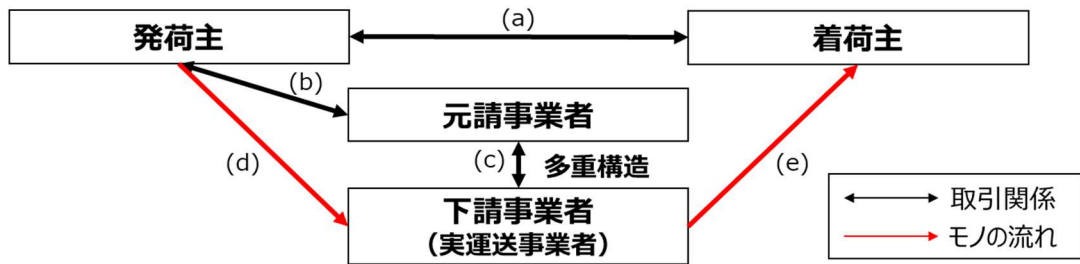 (a)
発荷主
着荷主
(b)
元請事業者
(c)
多重構造
(d)
(e)
下請事業者
(実運送事業者)
取引関係
モノの流れ